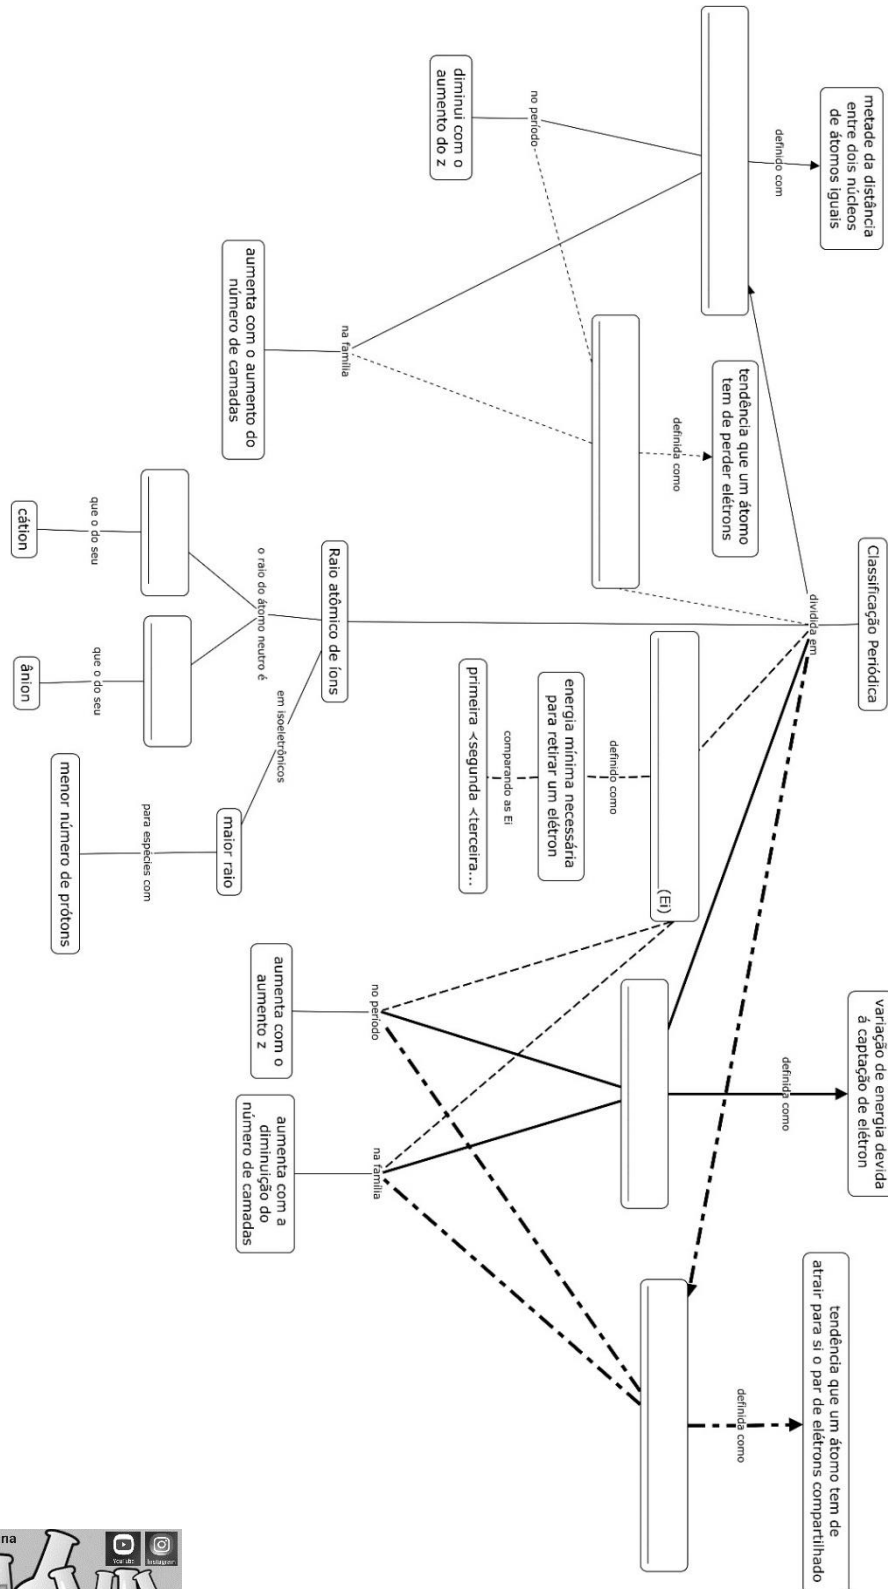 Classificação Periódica
dividida em
metade da distância
entre dois núcleos
de átomos iguais
definido com
no período
diminui com o
aumento do z
na família
aumenta com o aumento do
número de camadas
tendência que um átomo
tem de perder elétrons
definida como
Raio atômico de íons
o raio do átomo neutro é
que o do seu
cátion
que o do seu
ânion
em isoeletrônicos
maior raio
para espécies com
menor número de prótons
(Ei)
definido como
energia mínima necessária
para retirar um elétron
comparando as Ei
primeira <segunda <terceira...
variação de energia devida
á captação de elétron
definida como
no período
aumenta com o
aumento z
na família
aumenta com a
diminuição do
número de camadas
tendência que um átomo tem de
atrair para si o par de elétrons compartilhado
definida como
YouTube
Instagram